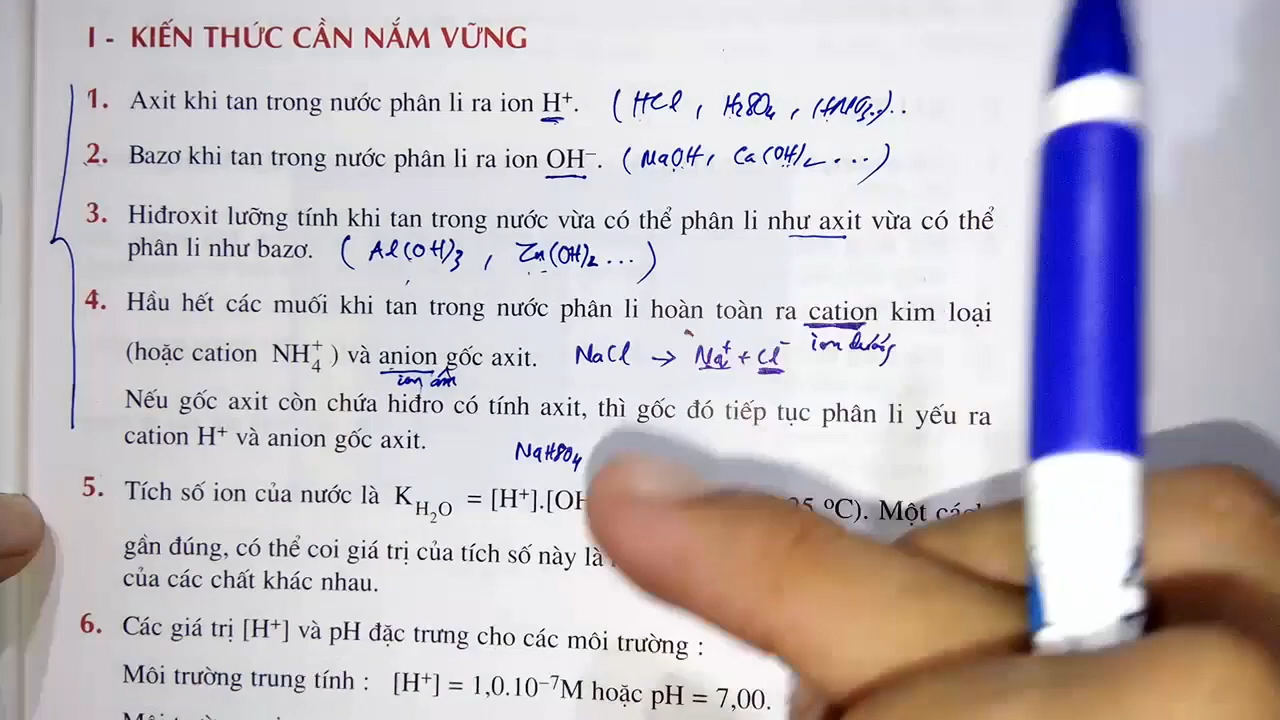 I - KIẾN THỨC CẦN NẮM VỮNG
1. Axit khi tan trong nước phân li ra ion H⁺. (HCl, H₂SO₄, HNO₃)..
2. Bazơ khi tan trong nước phân li ra ion OH⁻. (NaOH, Ca(OH)₂ ...)
3. Hiđroxit lưỡng tính khi tan trong nước vừa có thể phân li như axit vừa có thể
phân li như bazơ. (Al(OH)₃, Zn(OH)₂ ...)
4. Hầu hết các muối khi tan trong nước phân li hoàn toàn ra cation kim loại
ion dương
(hoặc cation NH₄⁺) và anion gốc axit. NaCl → Na⁺ + Cl⁻
ion âm
Nếu gốc axit còn chứa hiđro có tính axit, thì gốc đó tiếp tục phân li yếu ra
cation H⁺ và anion gốc axit. NaHSO₄
5. Tích số ion của nước là K_H₂O = [H⁺].[OH °C). Một
gần đúng, có thể coi giá trị của tích số này là
của các chất khác nhau.
6. Các giá trị [H⁺] và pH đặc trưng cho các môi trường :
Môi trường trung tính : [H⁺] = 1,0.10⁻⁷M hoặc pH = 7,00.